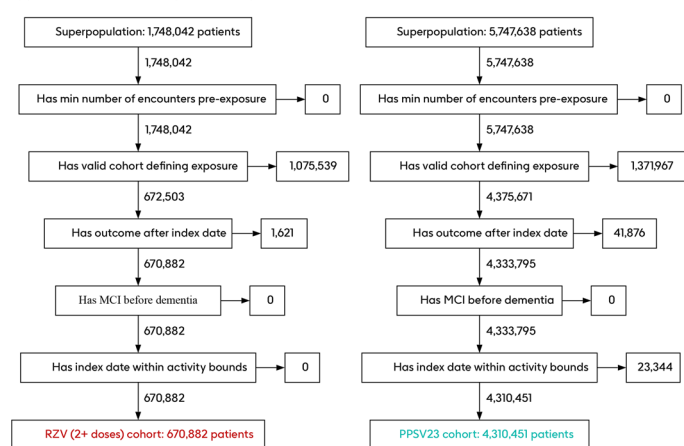 Superpopulation: 1,748,042 patients
1,748,042
Has min number of encounters pre-exposure
0
1,748,042
Has valid cohort defining exposure
1,075,539
672,503
Has outcome after index date
1,621
670,882
Has MCI before dementia
0
670,882
Has index date within activity bounds
0
670,882
RZV (2+ doses) cohort: 670,882 patients
Superpopulation: 5,747,638 patients
5,747,638
Has min number of encounters pre-exposure
0
5,747,638
Has valid cohort defining exposure
1,371,967
4,375,671
Has outcome after index date
41,876
4,333,795
Has MCI before dementia
0
4,333,795
Has index date within activity bounds
23,344
4,310,451
PPSV23 cohort: 4,310,451 patients